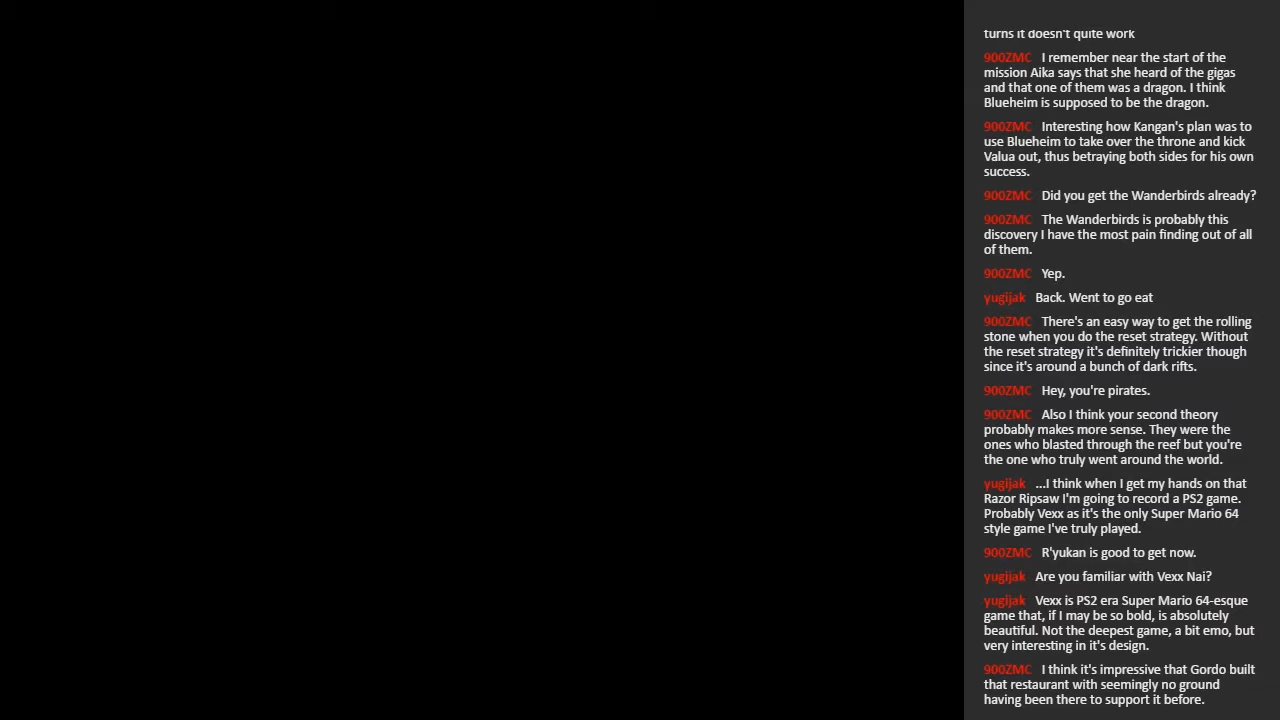 turns it doesn't quite work
900ZMC I remember near the start of the
mission Aika says that she heard of the gigas
and that one of them was a dragon. I think
Blueheim is supposed to be the dragon.
900ZMC Interesting how Kangan's plan was to
use Blueheim to take over the throne and kick
Valua out, thus betraying both sides for his own
success.
900ZMC Did you get the Wanderbirds already?
900ZMC The Wanderbirds is probably this
discovery I have the most pain finding out of all
of them.
900ZMC Yep.
yugijak Back. Went to go eat
900ZMC There's an easy way to get the rolling
stone when you do the reset strategy. Without
the reset strategy it's definitely trickier though
since it's around a bunch of dark rifts.
900ZMC Hey, you're pirates.
900ZMC Also I think your second theory
probably makes more sense. They were the
ones who blasted through the reef but you're
the one who truly went around the world.
yugijak ...I think when I get my hands on that
Razor Ripsaw I'm going to record a PS2 game.
Probably Vexx as it's the only Super Mario 64
style game I've truly played.
900ZMC R'yukan is good to get now.
yugijak Are you familiar with Vexx Nai?
yugijak Vexx is PS2 era Super Mario 64-esque
game that, if I may be so bold, is absolutely
beautiful. Not the deepest game, a bit emo, but
very interesting in it's design.
900ZMC I think it's impressive that Gordo built
that restaurant with seemingly no ground
having been there to support it before.